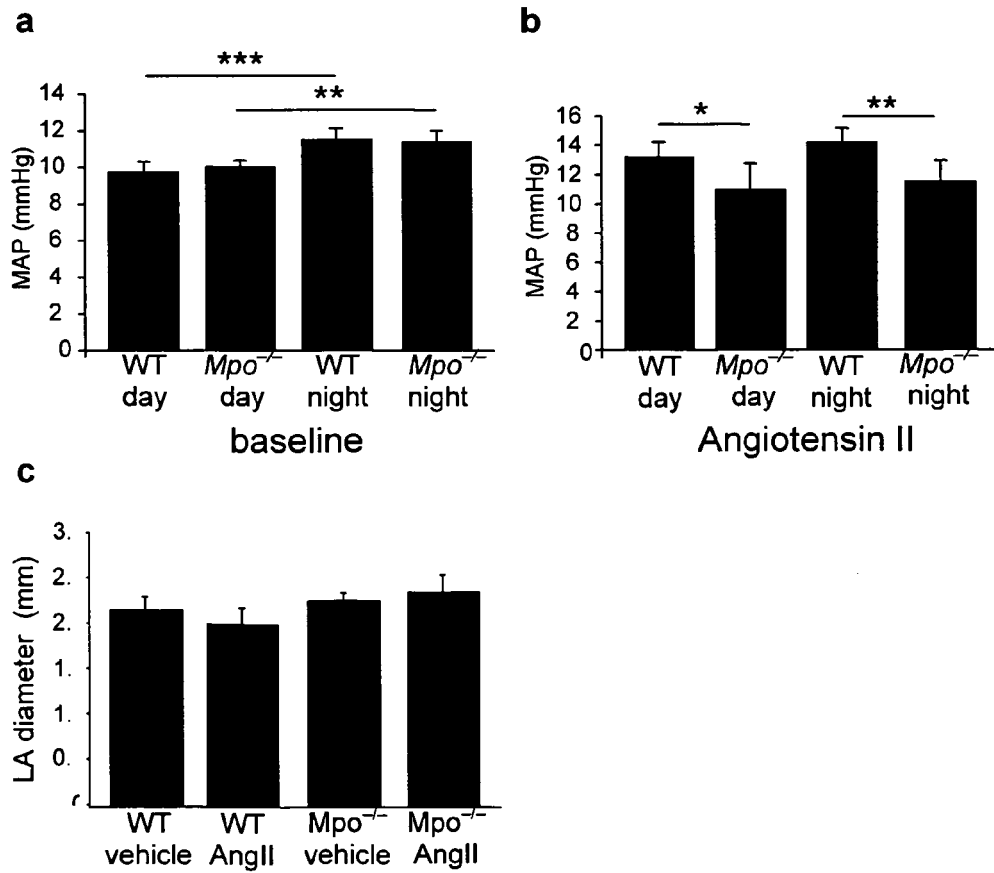 a
***
**
14
12
10
8
6
4
2
0
MAP (mmHg)
WT Mpo−/− WT Mpo−/−
day day night night
baseline
b
*
**
16
14
12
10
8
6
4
2
0
MAP (mmHg)
WT Mpo−/− WT Mpo−/−
day day night night
Angiotensin II
c
3.
2.
2.
1.
1.
0.
LA diameter (mm)
WT WT Mpo−/− Mpo−/−
vehicle AngII vehicle AngII